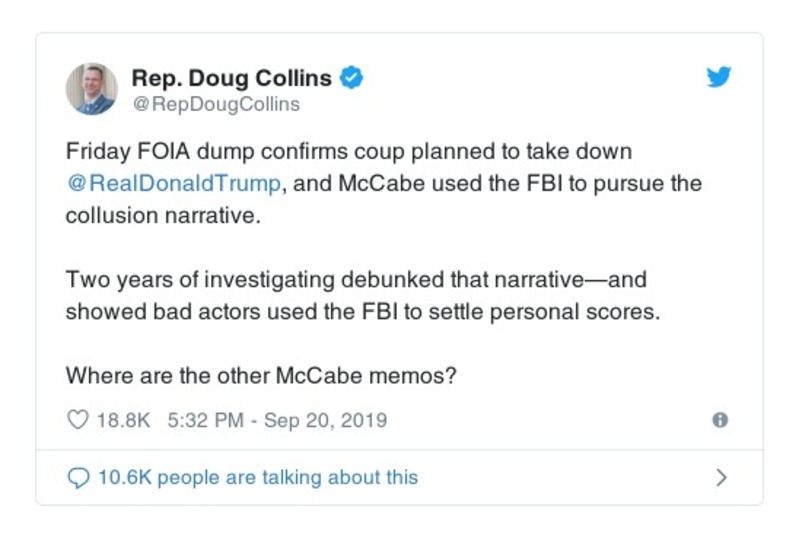 Rep. Doug Collins
@RepDougCollins
Friday FOIA dump confirms coup planned to take down
@RealDonaldTrump, and McCabe used the FBI to pursue the
collusion narrative.
Two years of investigating debunked that narrative—and
showed bad actors used the FBI to settle personal scores.
Where are the other McCabe memos?
18.8K 5:32 PM - Sep 20, 2019
10.6K people are talking about this